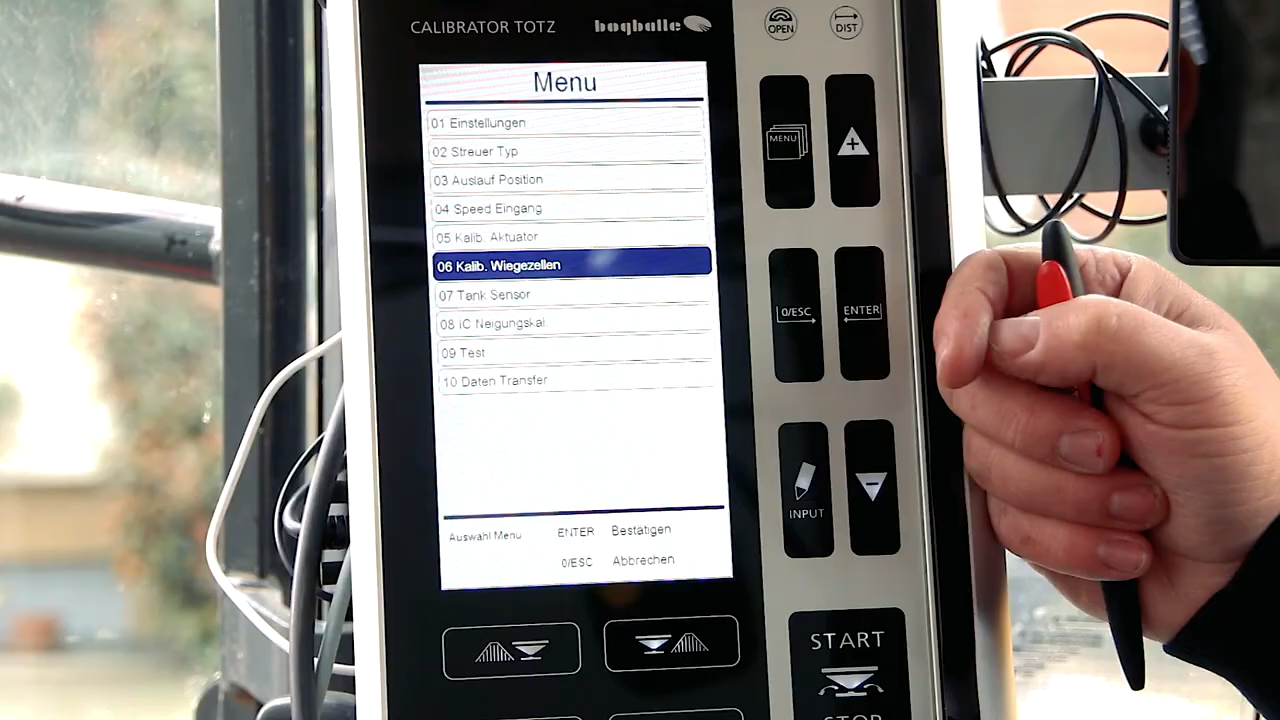 CALIBRATOR TOTZ
bogballe
OPEN
DIST
Menu
01 Einstellungen
02 Streuer Typ
03 Auslauf Position
04 Speed Eingang
05 Kalib. Aktuator
06 Kalib. Wiegezellen
07 Tank Sensor
08 IC Neigungskal.
09 Test
10 Daten Transfer
Auswahl Menu ENTER Bestätigen
0/ESC Abbrechen
MENU
+
0/ESC
ENTER
INPUT
-
START
STOP